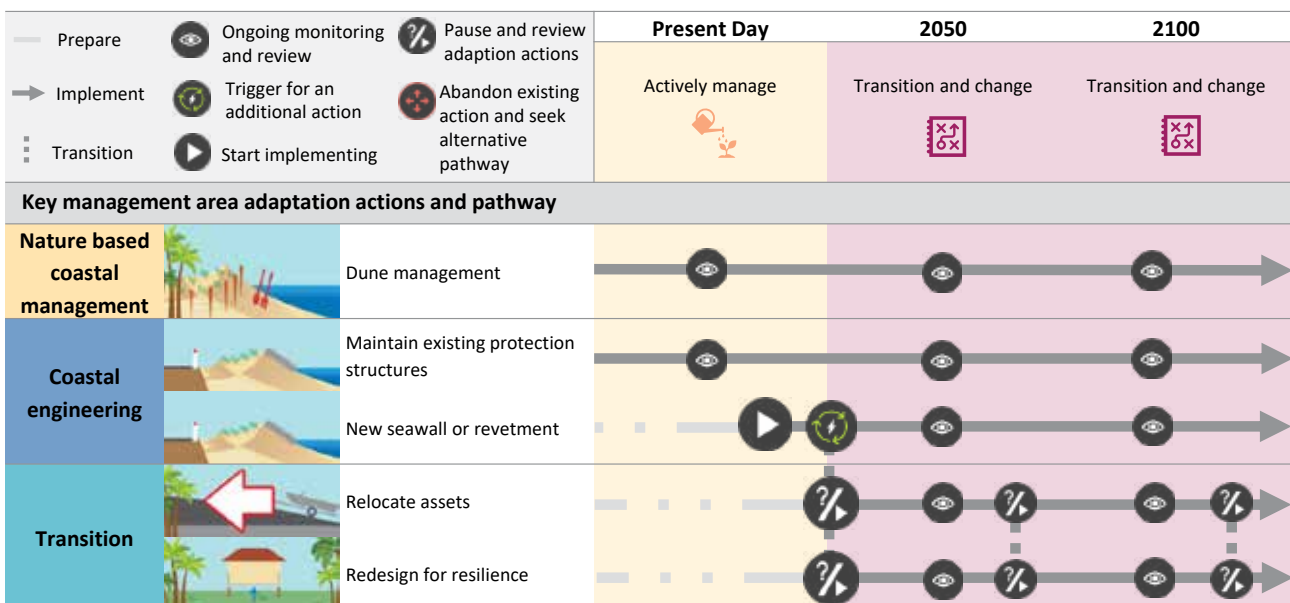 Prepare
Ongoing monitoring
and review
Pause and review
adaption actions
Implement
Trigger for an
additional action
Abandon existing
action and seek
alternative
pathway
Transition
Start implementing
Present Day
2050
2100
Actively manage
Transition and change
Transition and change
Key management area adaptation actions and pathway
Nature based
coastal
management
Dune management
Coastal
engineering
Maintain existing protection
structures
New seawall or revetment
Transition
Relocate assets
Redesign for resilience